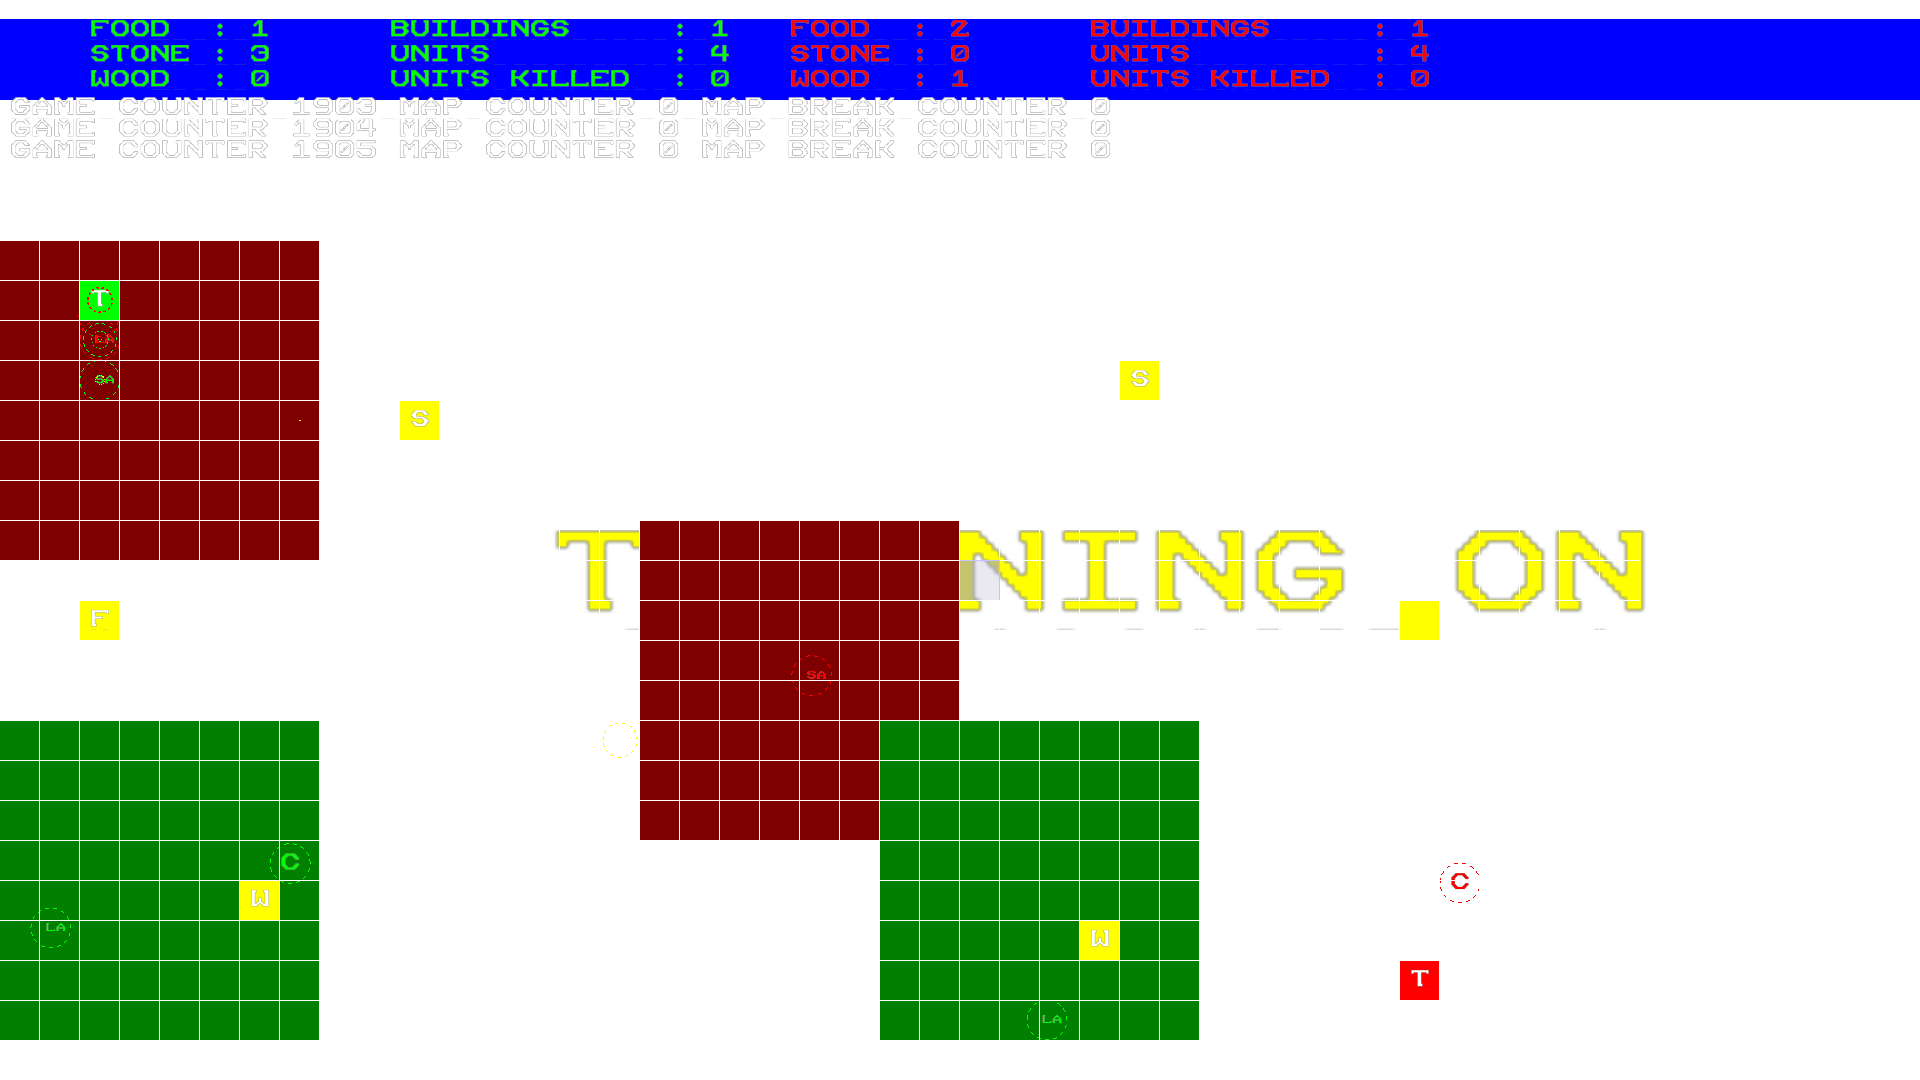 FOOD : 1 BUILDINGS : 1 FOOD : 2 BUILDINGS : 1
STONE : 3 UNITS : 4 STONE : 0 UNITS : 4
WOOD : 0 UNITS KILLED : 0 WOOD : 1 UNITS KILLED : 0
GAME COUNTER 1903 MAP COUNTER 0 MAP BREAK COUNTER 0
GAME COUNTER 1904 MAP COUNTER 0 MAP BREAK COUNTER 0
GAME COUNTER 1905 MAP COUNTER 0 MAP BREAK COUNTER 0
T
SA
S
S
NING ON
F
SA
C
W
LA
C
W
T
LA